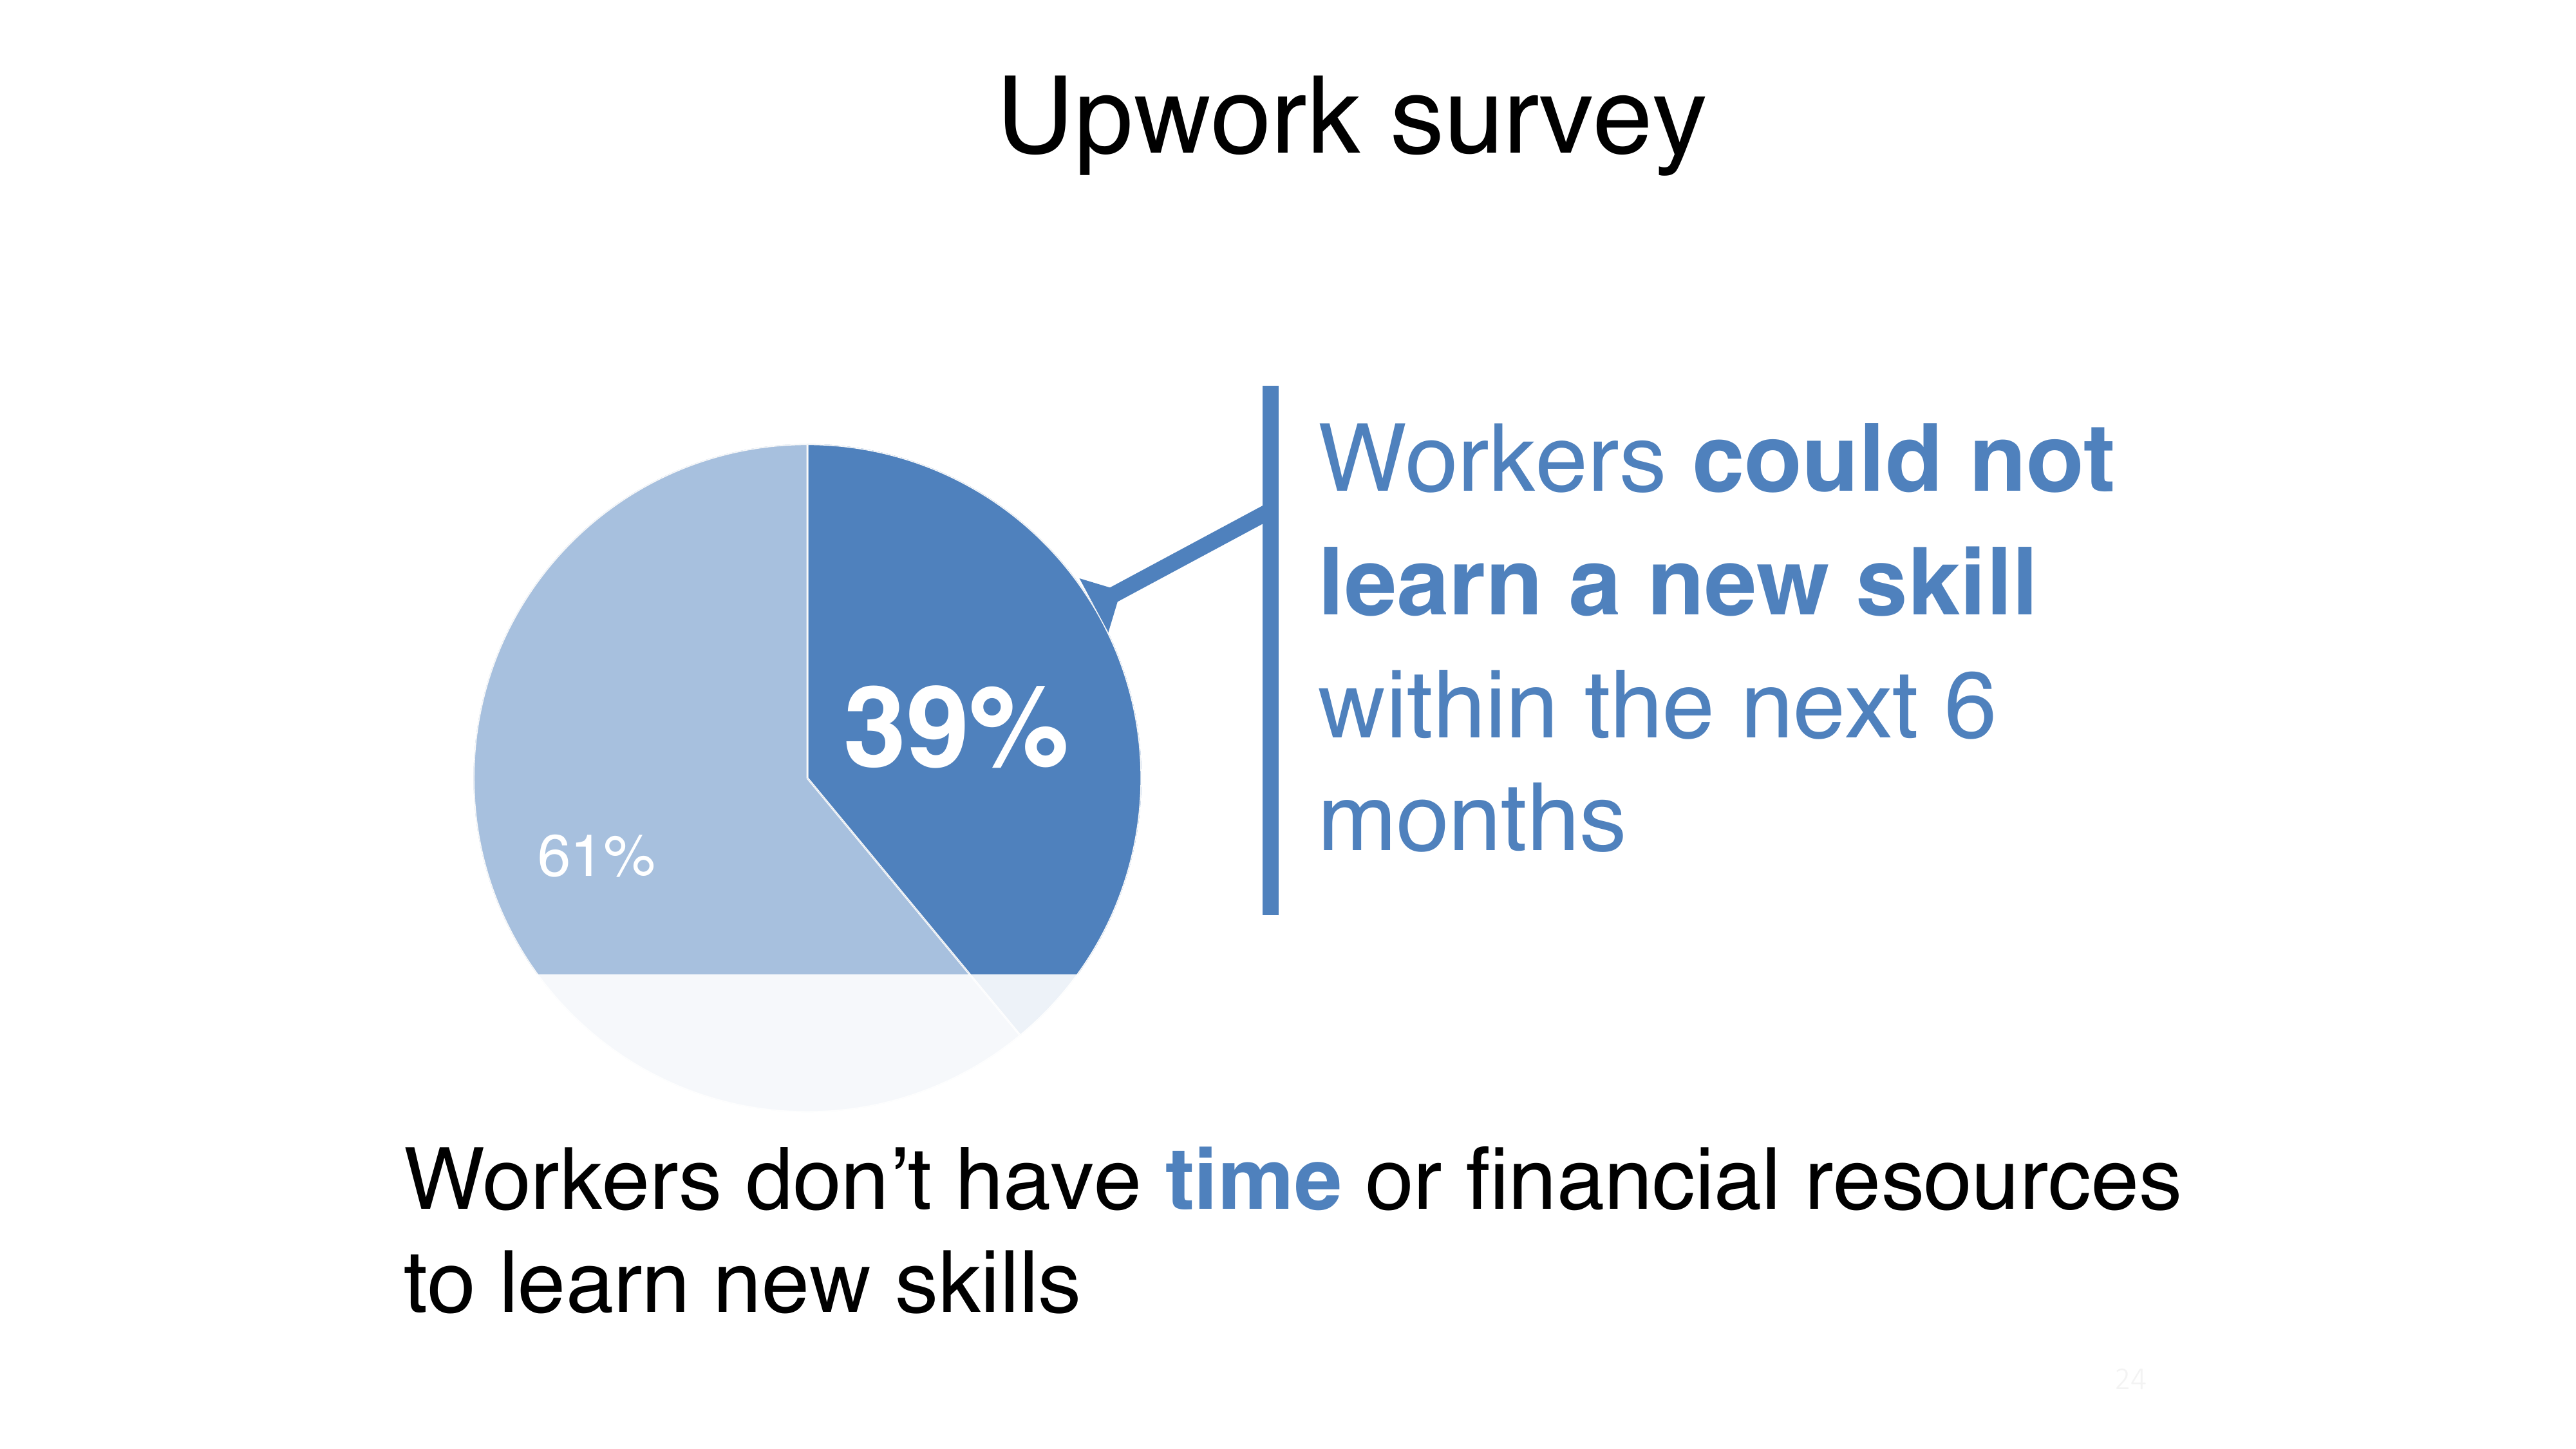 Upwork survey
Workers could not
learn a new skill
within the next 6
months
39%
61%
Workers don’t have time or financial resources
to learn new skills
24